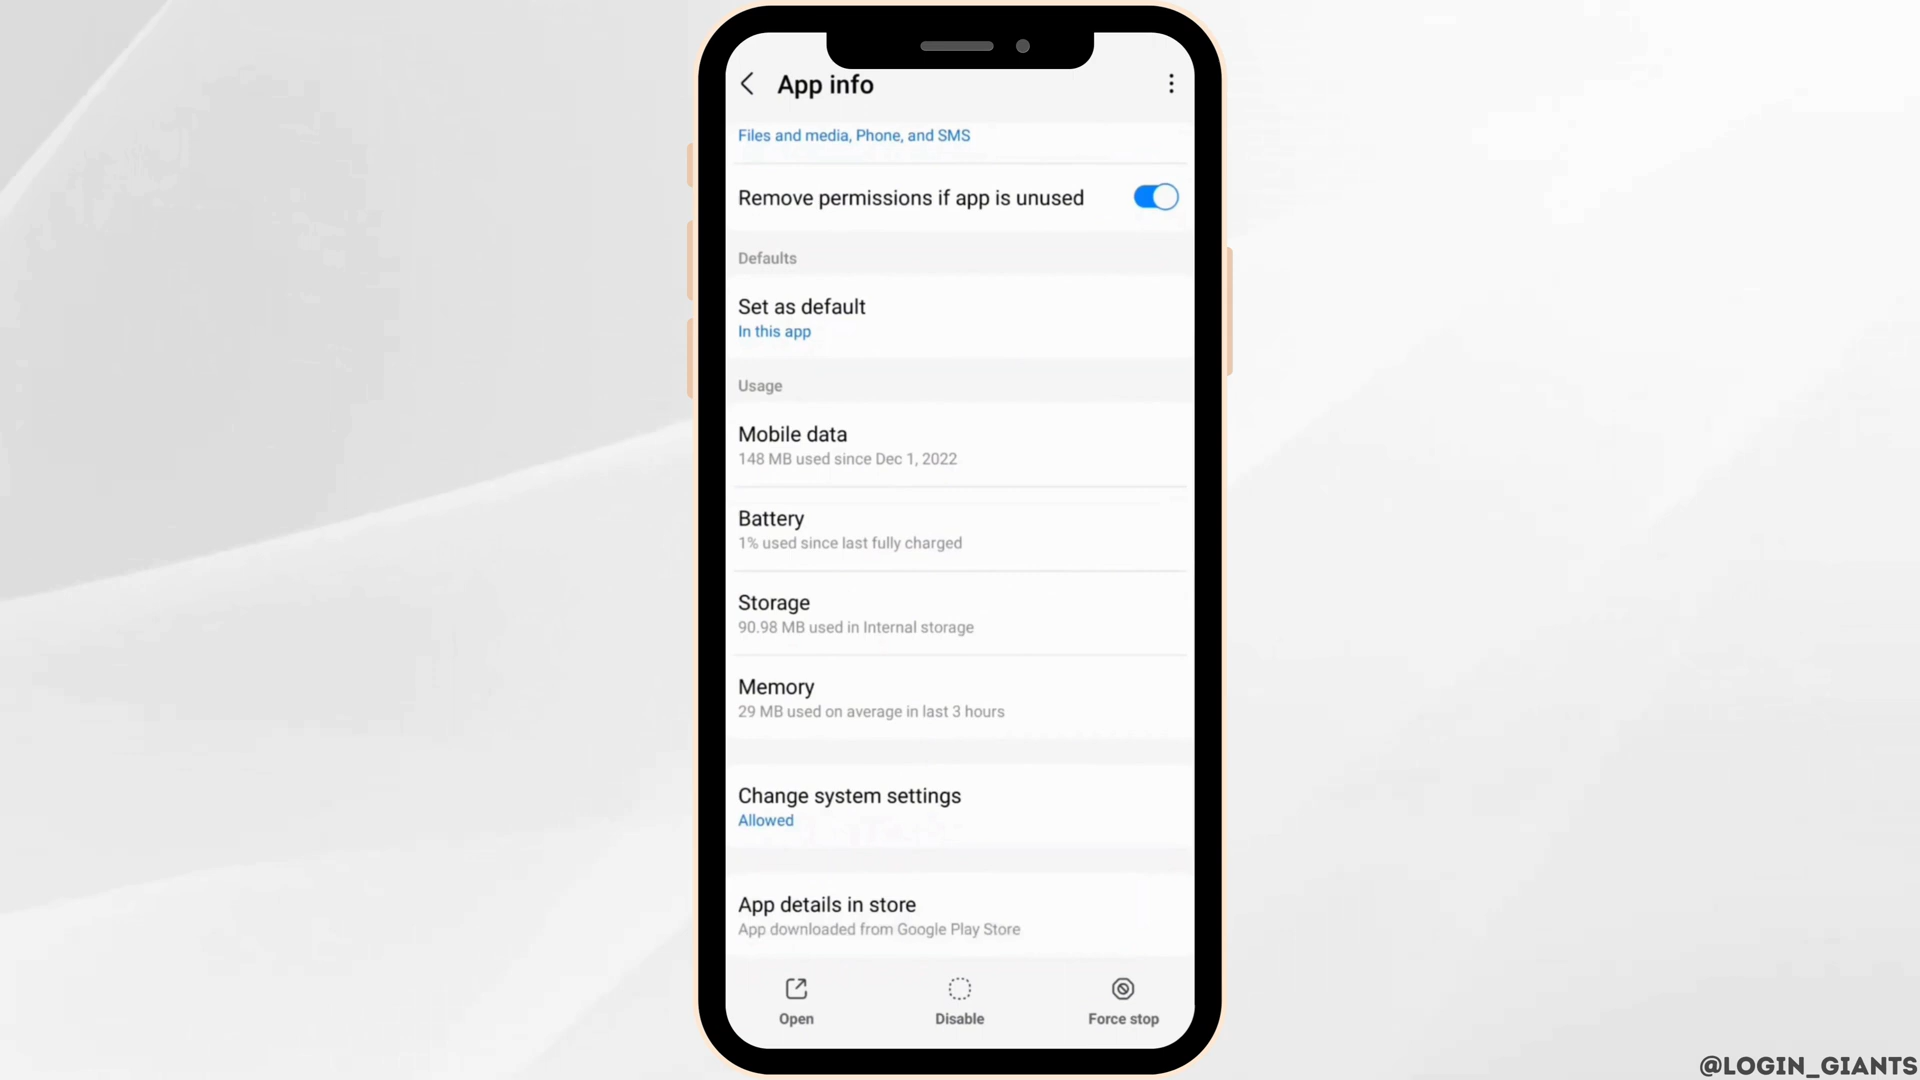 App info
Files and media, Phone, and SMS
Remove permissions if app is unused
Defaults
Set as default
In this app
Usage
Mobile data
148 MB used since Dec 1, 2022
Battery
1% used since last fully charged
Storage
90.98 MB used in Internal storage
Memory
29 MB used on average in last 3 hours
Change system settings
Allowed
App details in store
App downloaded from Google Play Store
Open
Disable
Force stop
@LOGIN_GIANTS